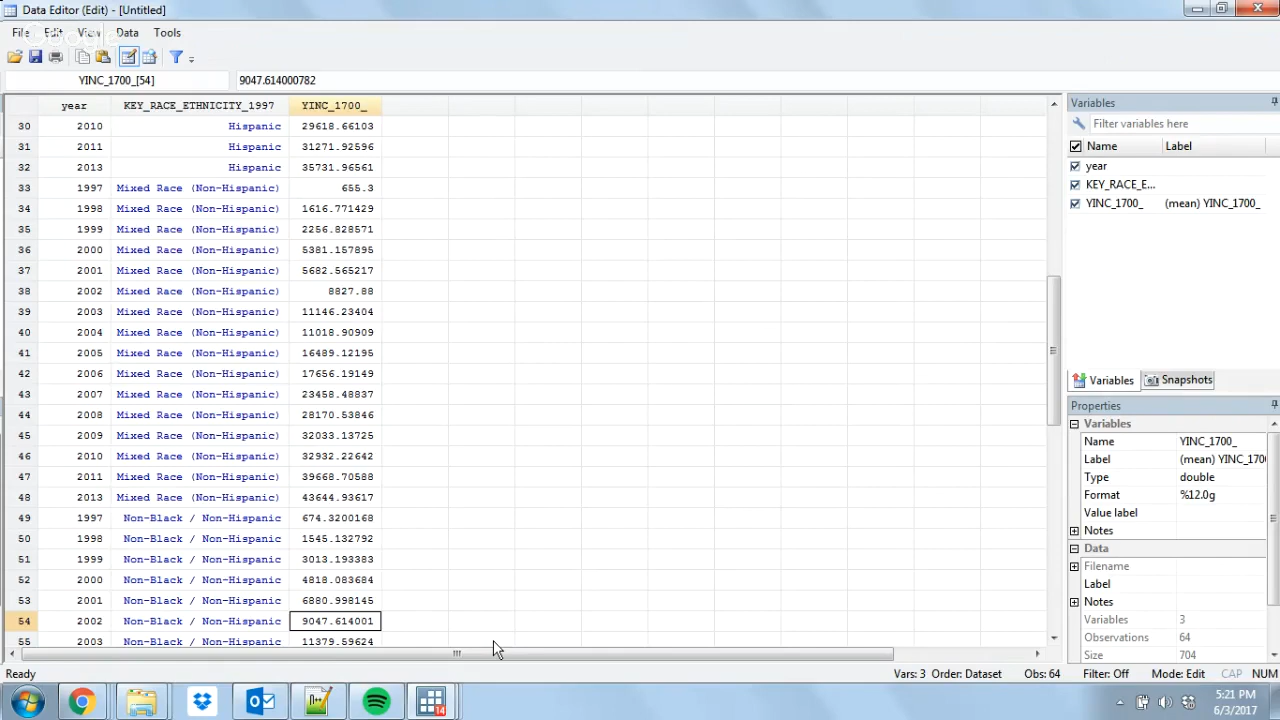 Data Editor (Edit) - [Untitled]
File Edit View Data Tools
Google
YINC_1700_[54] 9047.614000782
year KEY_RACE_ETHNICITY_1997 YINC_1700_
30 2010 Hispanic 29618.66103
31 2011 Hispanic 31271.92596
32 2013 Hispanic 35731.96561
33 1997 Mixed Race (Non-Hispanic) 655.3
34 1998 Mixed Race (Non-Hispanic) 1616.771429
35 1999 Mixed Race (Non-Hispanic) 2256.828571
36 2000 Mixed Race (Non-Hispanic) 5381.157895
37 2001 Mixed Race (Non-Hispanic) 5682.565217
38 2002 Mixed Race (Non-Hispanic) 8827.88
39 2003 Mixed Race (Non-Hispanic) 11146.23404
40 2004 Mixed Race (Non-Hispanic) 11018.90909
41 2005 Mixed Race (Non-Hispanic) 16489.12195
42 2006 Mixed Race (Non-Hispanic) 17656.19149
43 2007 Mixed Race (Non-Hispanic) 23458.48837
44 2008 Mixed Race (Non-Hispanic) 28170.53846
45 2009 Mixed Race (Non-Hispanic) 32033.13725
46 2010 Mixed Race (Non-Hispanic) 32932.22642
47 2011 Mixed Race (Non-Hispanic) 39668.70588
48 2013 Mixed Race (Non-Hispanic) 43644.93617
49 1997 Non-Black / Non-Hispanic 674.3200168
50 1998 Non-Black / Non-Hispanic 1545.132792
51 1999 Non-Black / Non-Hispanic 3013.193383
52 2000 Non-Black / Non-Hispanic 4818.083684
53 2001 Non-Black / Non-Hispanic 6880.998145
54 2002 Non-Black / Non-Hispanic 9047.614001
55 2003 Non-Black / Non-Hispanic 11379.59624
Variables
Filter variables here
Name Label
year
KEY_RACE_E...
YINC_1700_ (mean) YINC_1700_
Variables Snapshots
Properties
Variables
Name YINC_1700_
Label (mean) YINC_170
Type double
Format %12.0g
Value label
Notes
Data
Filename
Label
Notes
Variables 3
Observations 64
Size 704
Ready Vars: 3 Order: Dataset Obs: 64 Filter: Off Mode: Edit CAP NUM
14
5:21 PM
6/3/2017